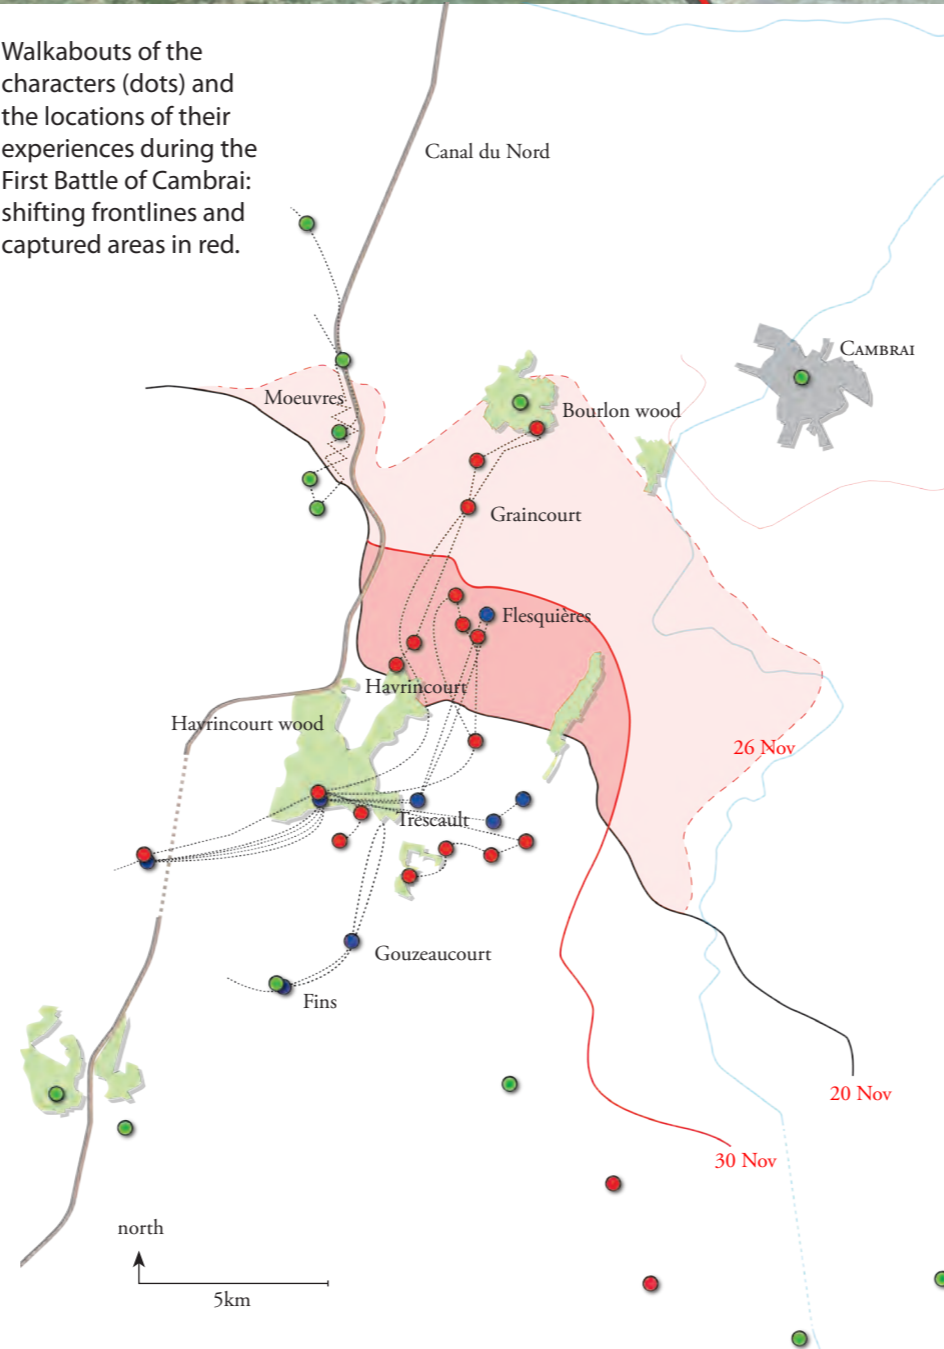 Walkabouts of the
characters (dots) and
the locations of their
experiences during the
First Battle of Cambrai:
shifting frontlines and
captured areas in red.
Canal du Nord
Cambrai
Moeuvres
Bourlon wood
Graincourt
Flesquières
Havrincourt
Havrincourt wood
26 Nov
Trescault
Gouzeaucourt
Fins
20 Nov
30 Nov
north
5km